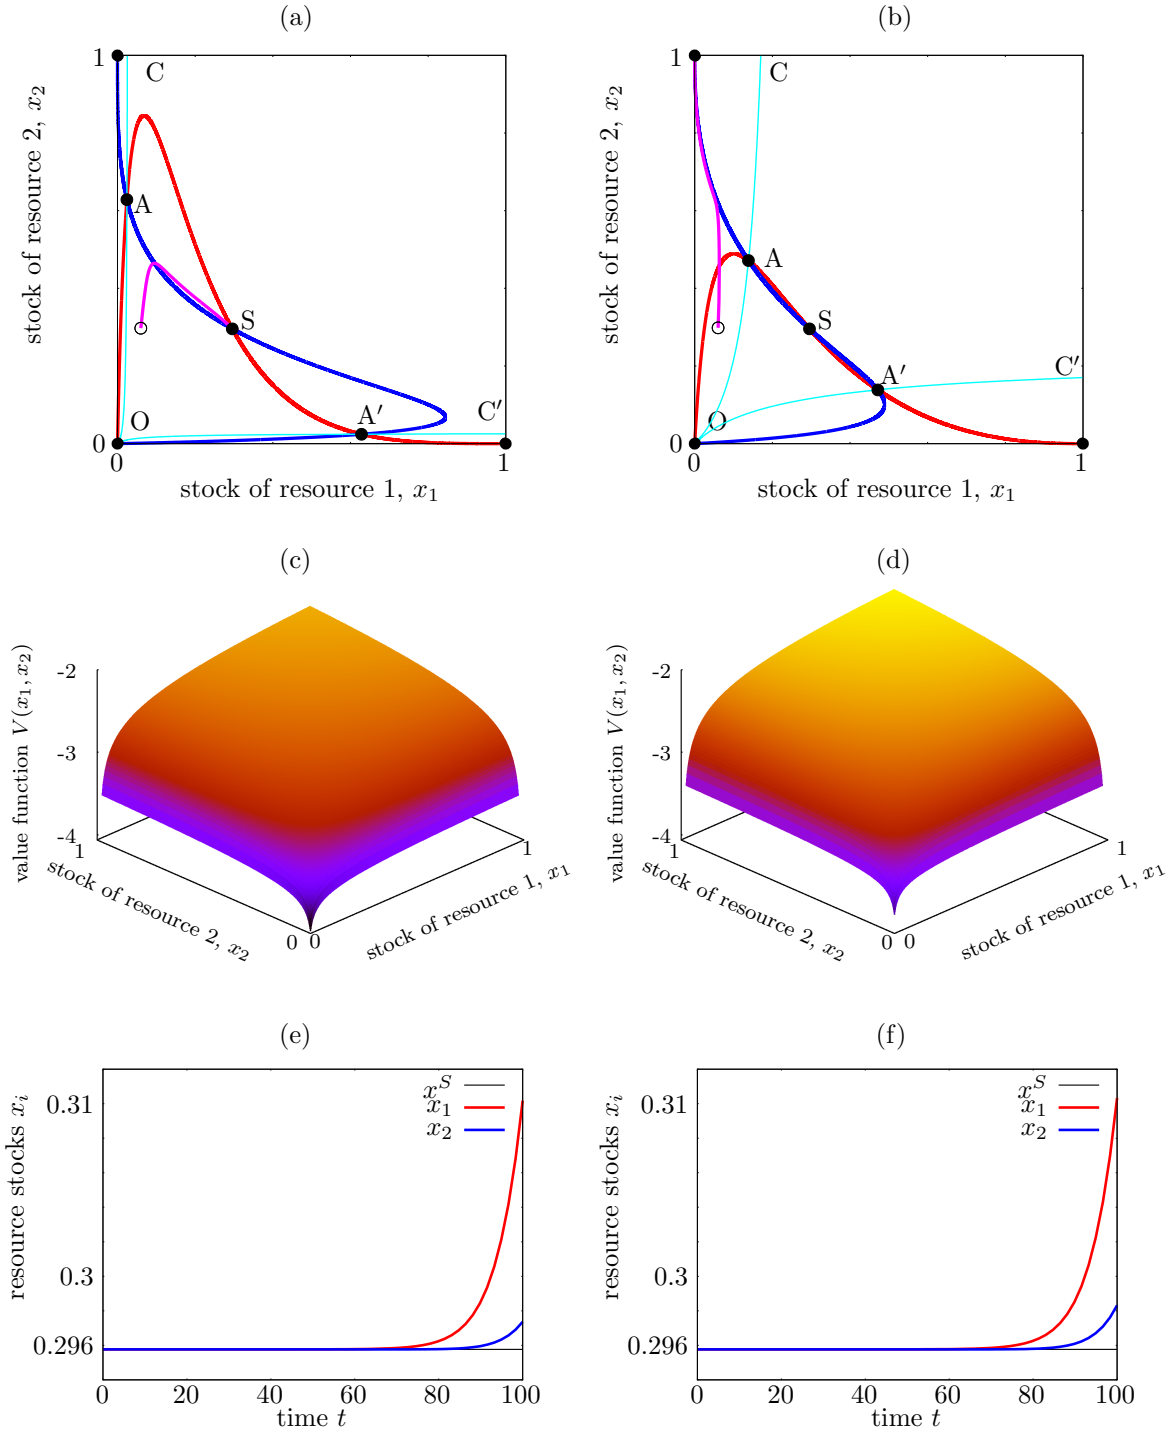 (a)
(b)
1
C
A
S
A′
C′
O
0
0
1
stock of resource 2, x2
stock of resource 1, x1
1
C
A
S
A′
C′
O
0
0
1
stock of resource 2, x2
stock of resource 1, x1
(c)
(d)
value function V(x1, x2)
-2
-3
-4
1
stock of resource 2, x2
0
0
stock of resource 1, x1
1
value function V(x1, x2)
-2
-3
-4
1
stock of resource 2, x2
0
0
stock of resource 1, x1
1
(e)
(f)
resource stocks xi
0.31
0.3
0.296
xS
x1
x2
0
20
40
60
80
100
time t
resource stocks xi
0.31
0.3
0.296
xS
x1
x2
0
20
40
60
80
100
time t